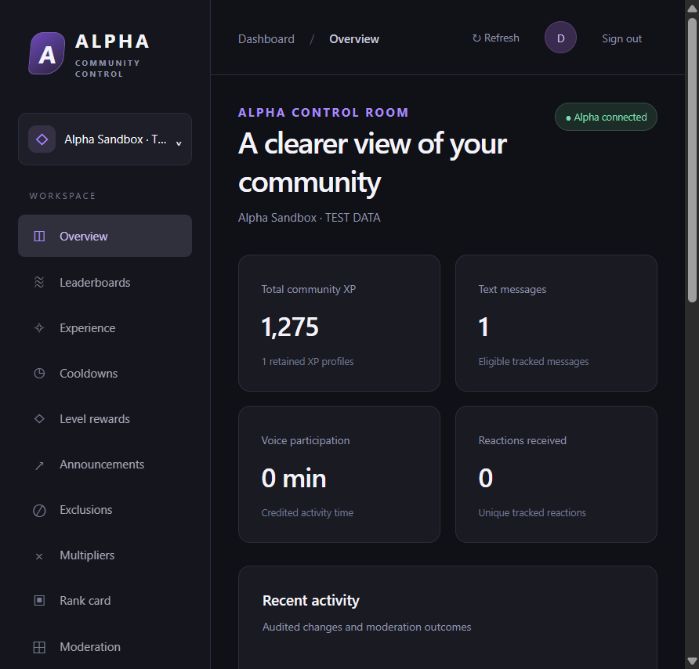 A
ALPHA
COMMUNITY
CONTROL
Alpha Sandbox · T...
WORKSPACE
Overview
Leaderboards
Experience
Cooldowns
Level rewards
Announcements
Exclusions
Multipliers
Rank card
Moderation
Dashboard / Overview
↻ Refresh
D
Sign out
ALPHA CONTROL ROOM
● Alpha connected
A clearer view of your
community
Alpha Sandbox · TEST DATA
Total community XP
1,275
1 retained XP profiles
Text messages
1
Eligible tracked messages
Voice participation
0 min
Credited activity time
Reactions received
0
Unique tracked reactions
Recent activity
Audited changes and moderation outcomes